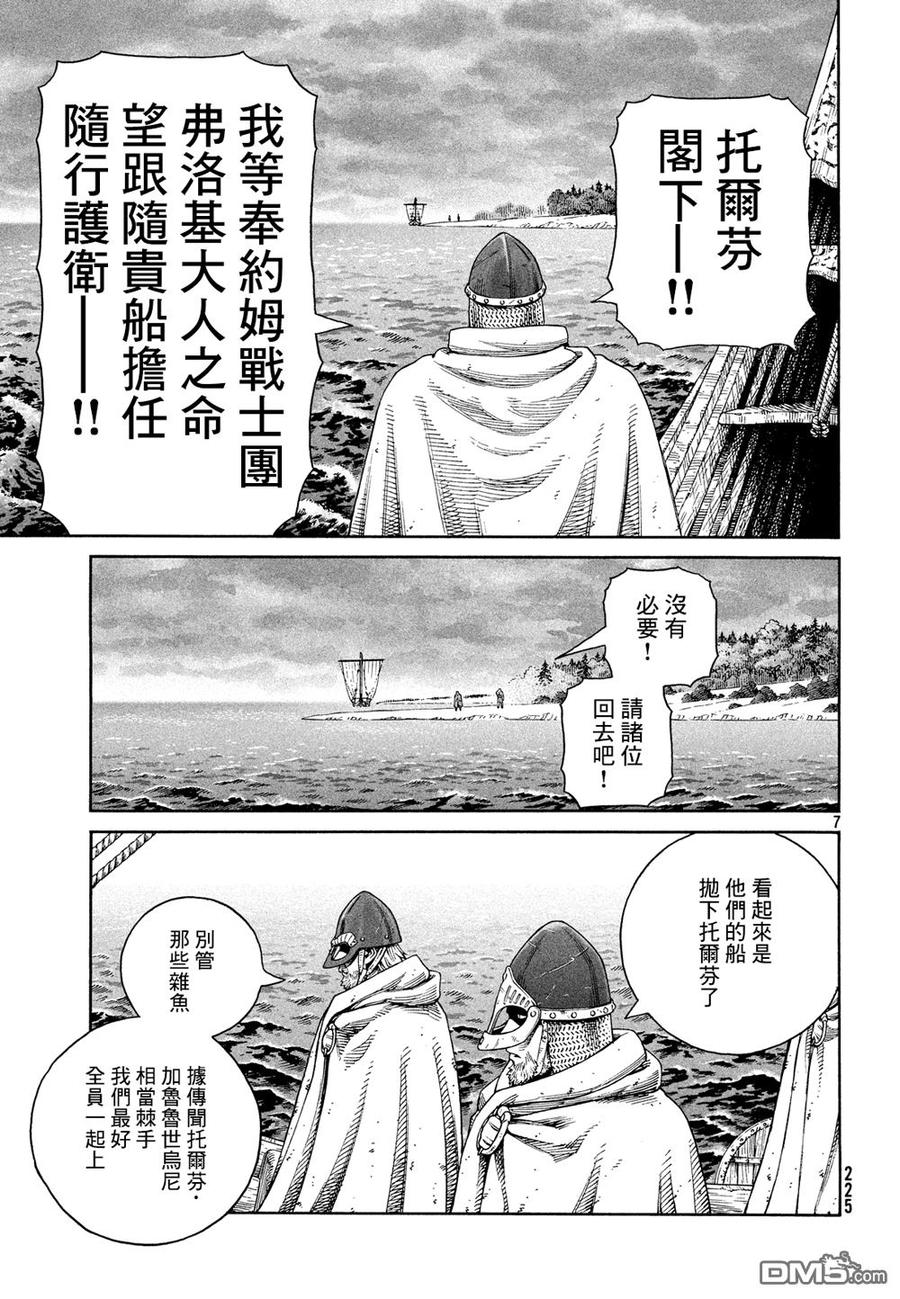 托爾芬
閣下—!!
我等奉約姆戰士團
弗洛基大人之命
望跟隨貴船擔任
隨行護衛—!!
沒有
必要！
請諸位
回去吧！
7
看起來是
他們的船
拋下托爾芬了
別管
那些雜魚
據傳聞托爾芬·
加魯魯世烏尼
相當棘手
我們最好
全員一起上
225
DM5.com